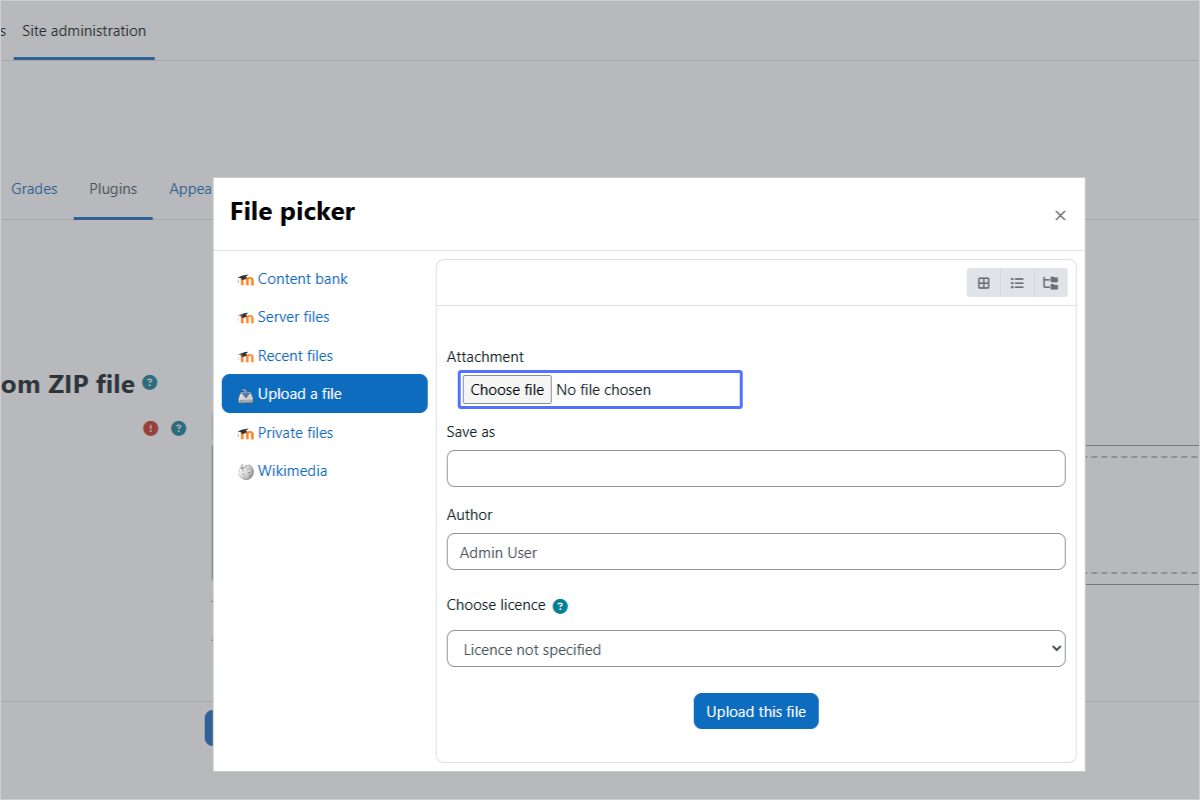 s Site administration
Grades Plugins Appea
File picker
×
Content bank
Server files
Recent files
Upload a file
Private files
Wikimedia
om ZIP file ?
! ?
Attachment
Choose file No file chosen
Save as
Author
Admin User
Choose licence ?
Licence not specified
Upload this file